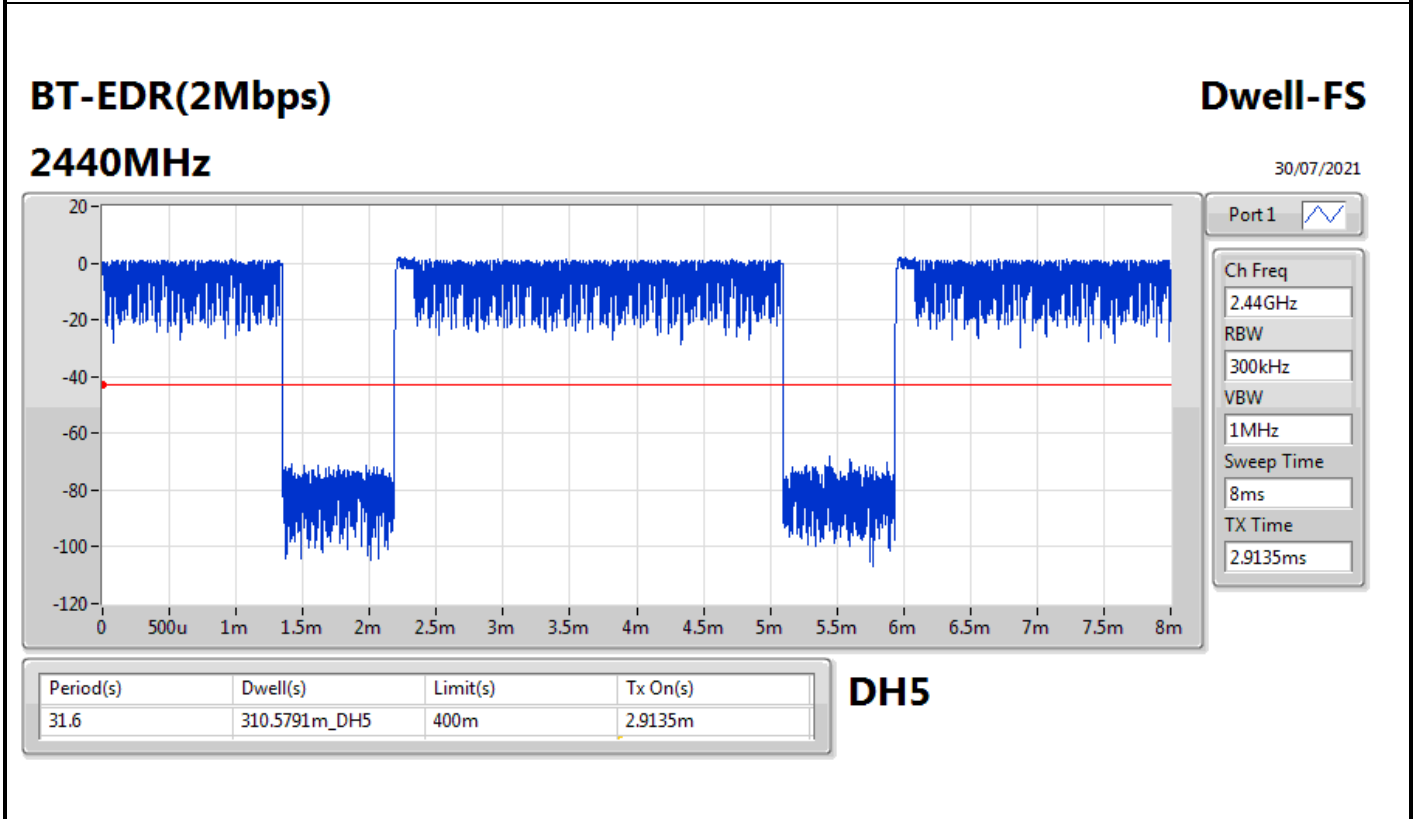 BT-EDR(2Mbps) Dwell-FS
2440MHz 30/07/2021
Port 1
20
0
-20
-40
-60
-80
-100
-120
0 500u 1m 1.5m 2m 2.5m 3m 3.5m 4m 4.5m 5m 5.5m 6m 6.5m 7m 7.5m 8m
Ch Freq
2.44GHz
RBW
300kHz
VBW
1MHz
Sweep Time
8ms
TX Time
2.9135ms
Period(s) Dwell(s) Limit(s) Tx On(s)
31.6 310.5791m_DH5 400m 2.9135m
DH5